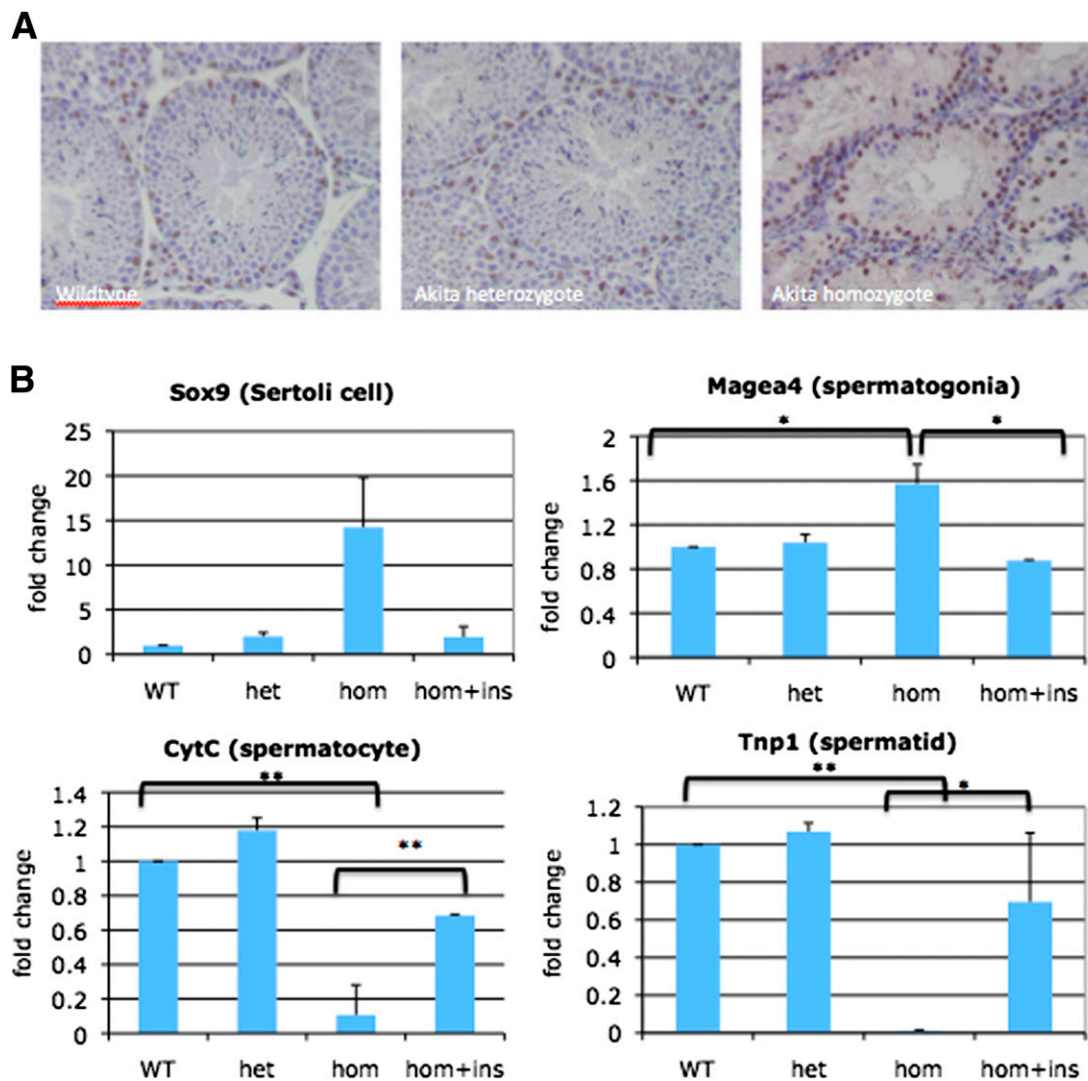 A
Wildtype
Akita heterozygote
Akita homozygote
B
Sox9 (Sertoli cell)
fold change
25
20
15
10
5
0
WT het hom hom+ins
Magea4 (spermatogonia)
* *
fold change
2
1.6
1.2
0.8
0.4
0
WT het hom hom+ins
CytC (spermatocyte)
**
**
fold change
1.4
1.2
1
0.8
0.6
0.4
0.2
0
WT het hom hom+ins
Tnp1 (spermatid)
**
*
fold change
1.2
1
0.8
0.6
0.4
0.2
0
WT het hom hom+ins